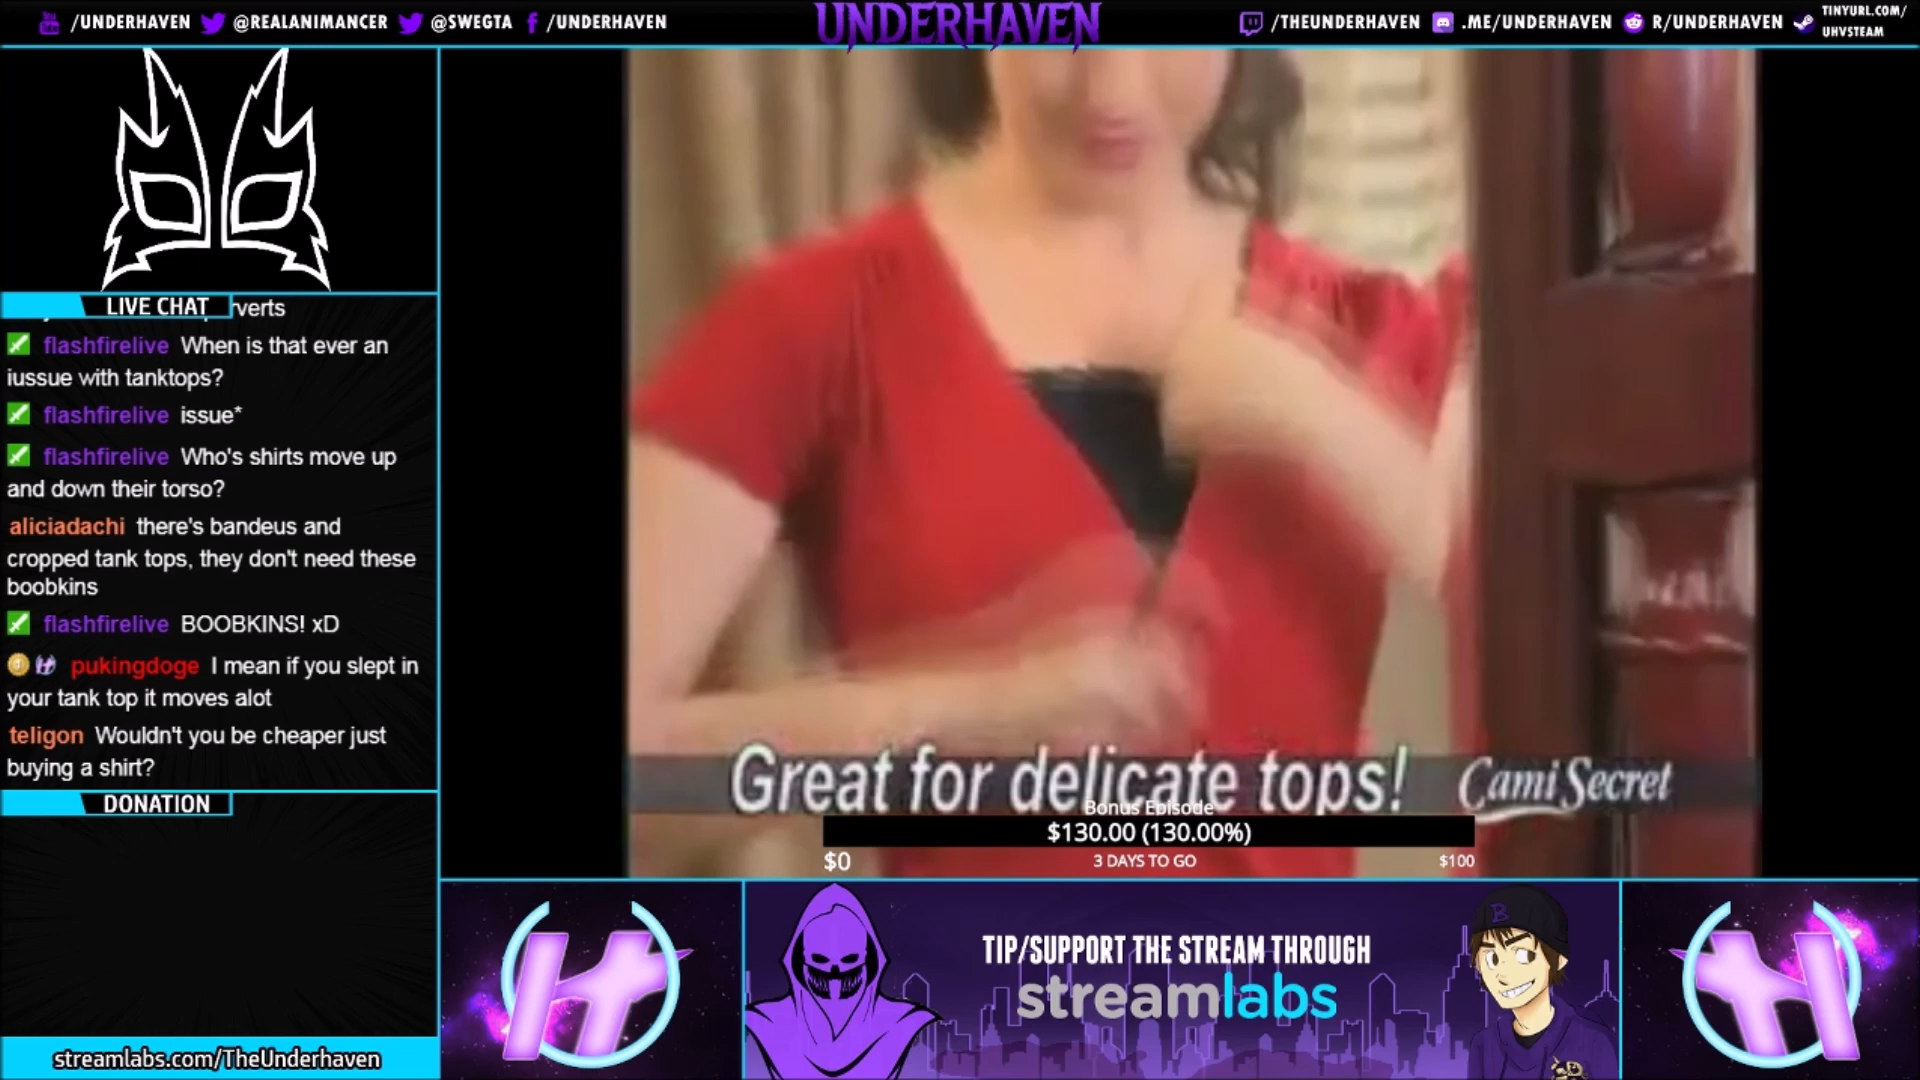 /UNDERHAVEN @REALANIMANCER @SWEGTA /UNDERHAVEN
UNDERHAVEN
/THEUNDERHAVEN .ME/UNDERHAVEN R/UNDERHAVEN TINYURL.COM/
UHVSTEAM
LIVE CHAT
verts
flashfirelive When is that ever an
iussue with tanktops?
flashfirelive issue*
flashfirelive Who's shirts move up
and down their torso?
aliciadachi there's bandeus and
cropped tank tops, they don't need these
boobkins
flashfirelive BOOBKINS! xD
pukingdoge I mean if you slept in
your tank top it moves alot
teligon Wouldn't you be cheaper just
buying a shirt?
DONATION
streamlabs.com/TheUnderhaven
Great for delicate tops! Cami Secret
Bonus Episode
$130.00 (130.00%)
$0 3 DAYS TO GO $100
TIP/SUPPORT THE STREAM THROUGH
streamlabs